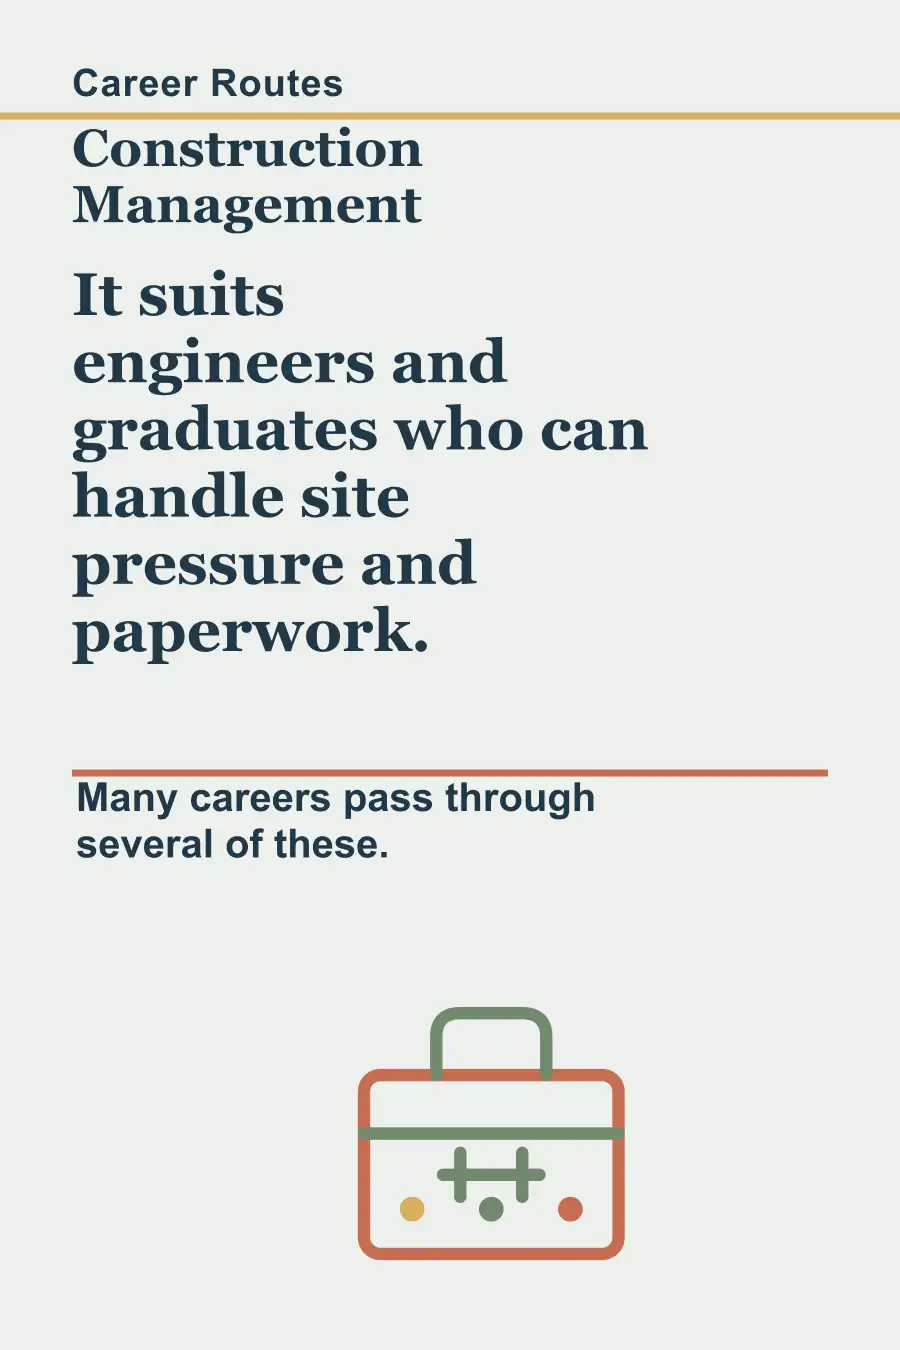 Career Routes
Construction
Management
It suits
engineers and
graduates who can
handle site
pressure and
paperwork.
Many careers pass through
several of these.